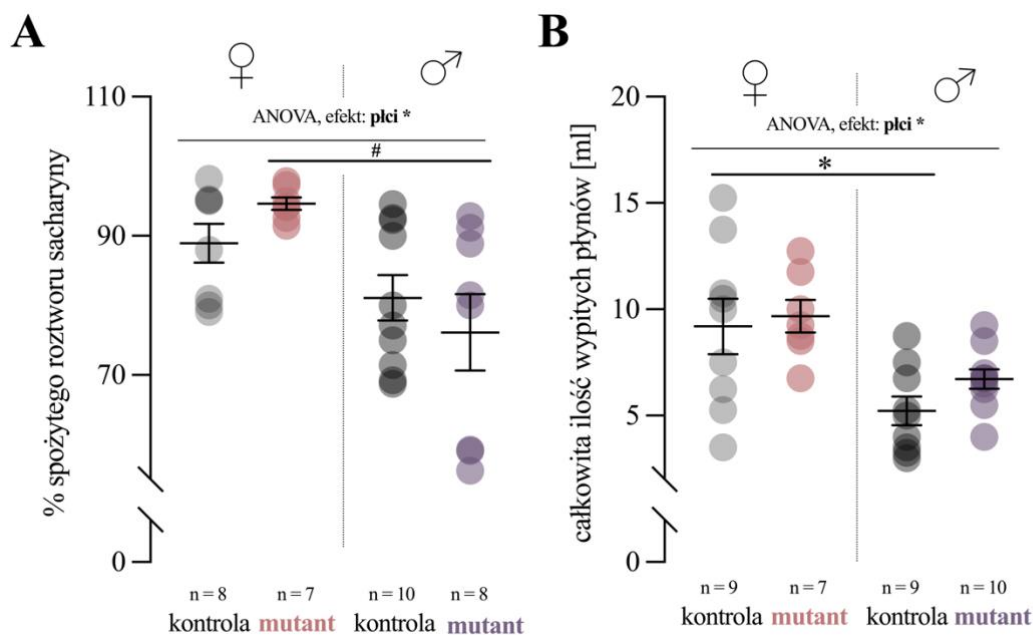 A
♀ ♂
110
ANOVA, efekt: płci *
#
90
70
0
% spożytego roztworu sacharyny
n = 8 n = 7 n = 10 n = 8
kontrola mutant kontrola mutant
B
♀ ♂
20
ANOVA, efekt: płci *
*
15
10
5
0
całkowita ilość wypitych płynów [ml]
n = 9 n = 7 n = 9 n = 10
kontrola mutant kontrola mutant